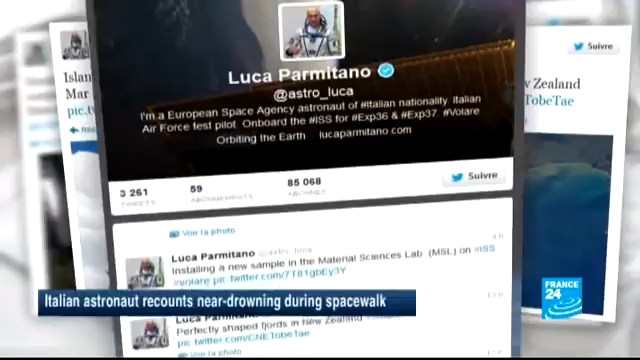 Luca Parmitano
@astro_luca
I'm a European Space Agency astronaut of #Italian nationality. Italian
Air Force test pilot. Onboard the #ISS for #Exp36 & #Exp37. #Volare
Orbiting the Earth lucaparmitano.com
3 261
TWEETS
59
ABONNEMENTS
85 068
ABONNÉS
Suivre
Voir la photo
Luca Parmitano @astro_luca
Installing a new sample in the Material Sciences Lab (MSL) on #ISS
#volare pic.twitter.com/7T81gbEy3Y
Luca Parmitano
Perfectly shaped fjords in New Zealand
pic.twitter.com/CNETobeTae
Voir la photo
Islan
Mar
pic.tv
Suivre
w Zealand
TobeTae
Italian astronaut recounts near-drowning during spacewalk
FRANCE
24